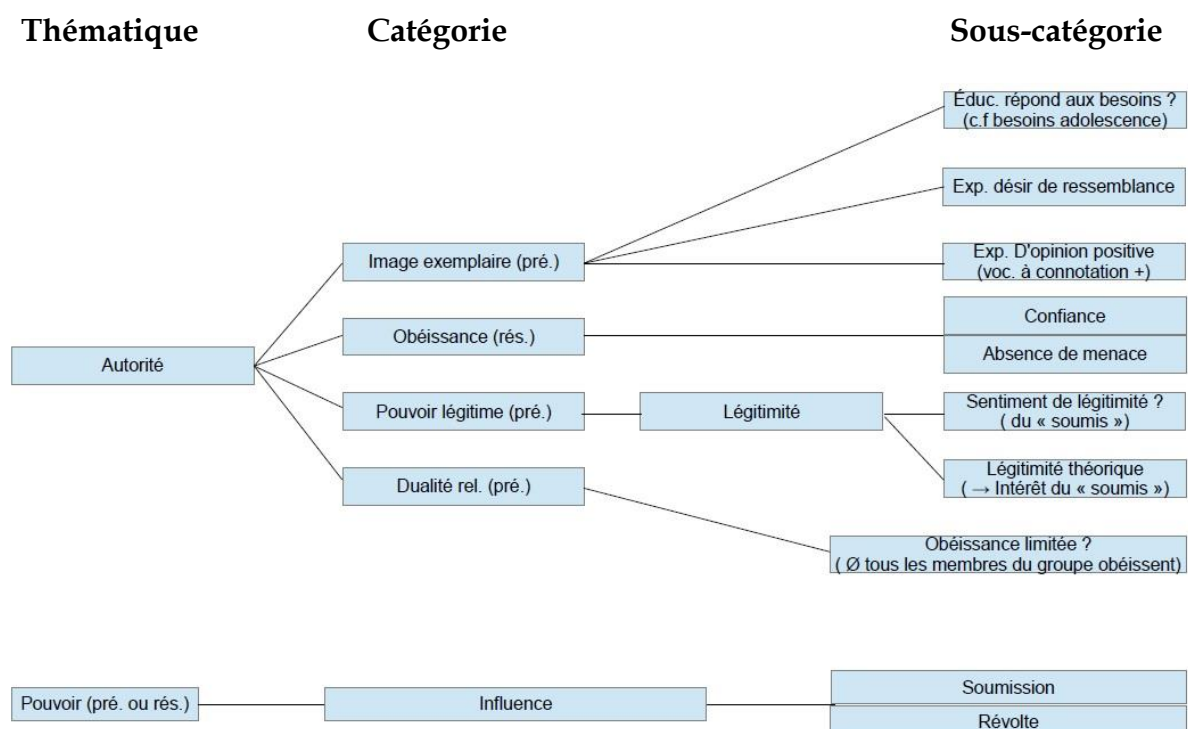 Thématique Catégorie Sous-catégorie
Éduc. répond aux besoins ?
(c.f besoins adolescence)
Exp. désir de ressemblance
Image exemplaire (pré.)
Exp. D'opinion positive
(voc. à connotation +)
Obéissance (rés.)
Confiance
Absence de menace
Autorité
Pouvoir légitime (pré.)
Légitimité
Sentiment de légitimité ?
( du « soumis »)
Dualité rel. (pré.)
Légitimité théorique
( → Intérêt du « soumis »)
Obéissance limitée ?
( Ø tous les membres du groupe obéissent)
Pouvoir (pré. ou rés.)
Influence
Soumission
Révolte